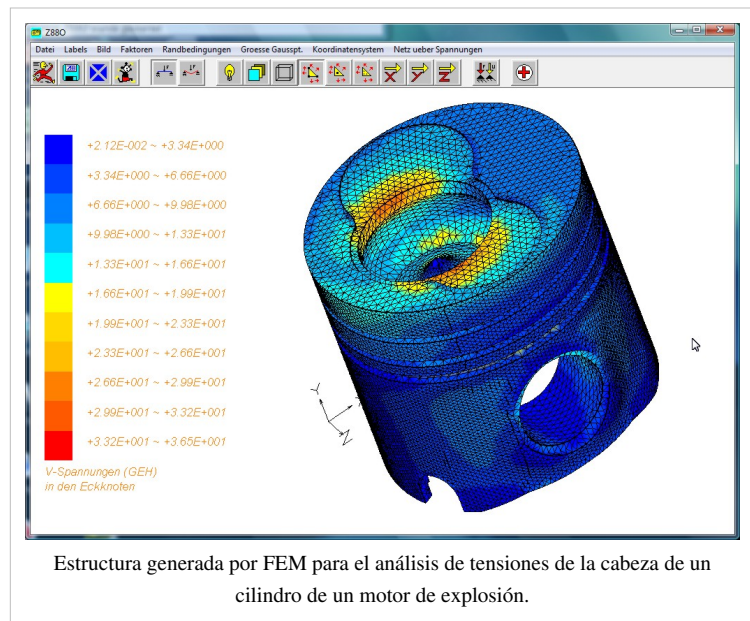 Z88O
Datei Labels Bild Faktoren Randbedingungen Groesse Gausspt. Koordinatensystem Netz ueber Spannungen
X Y Z
+2.12E-002 ~ +3.34E+000
+3.34E+000 ~ +6.66E+000
+6.66E+000 ~ +9.98E+000
+9.98E+000 ~ +1.33E+001
+1.33E+001 ~ +1.66E+001
+1.66E+001 ~ +1.99E+001
+1.99E+001 ~ +2.33E+001
+2.33E+001 ~ +2.66E+001
+2.66E+001 ~ +2.99E+001
+2.99E+001 ~ +3.32E+001
+3.32E+001 ~ +3.65E+001
V-Spannungen (GEH)
in den Eckknoten
Y
Z
Estructura generada por FEM para el análisis de tensiones de la cabeza de un
cilindro de un motor de explosión.